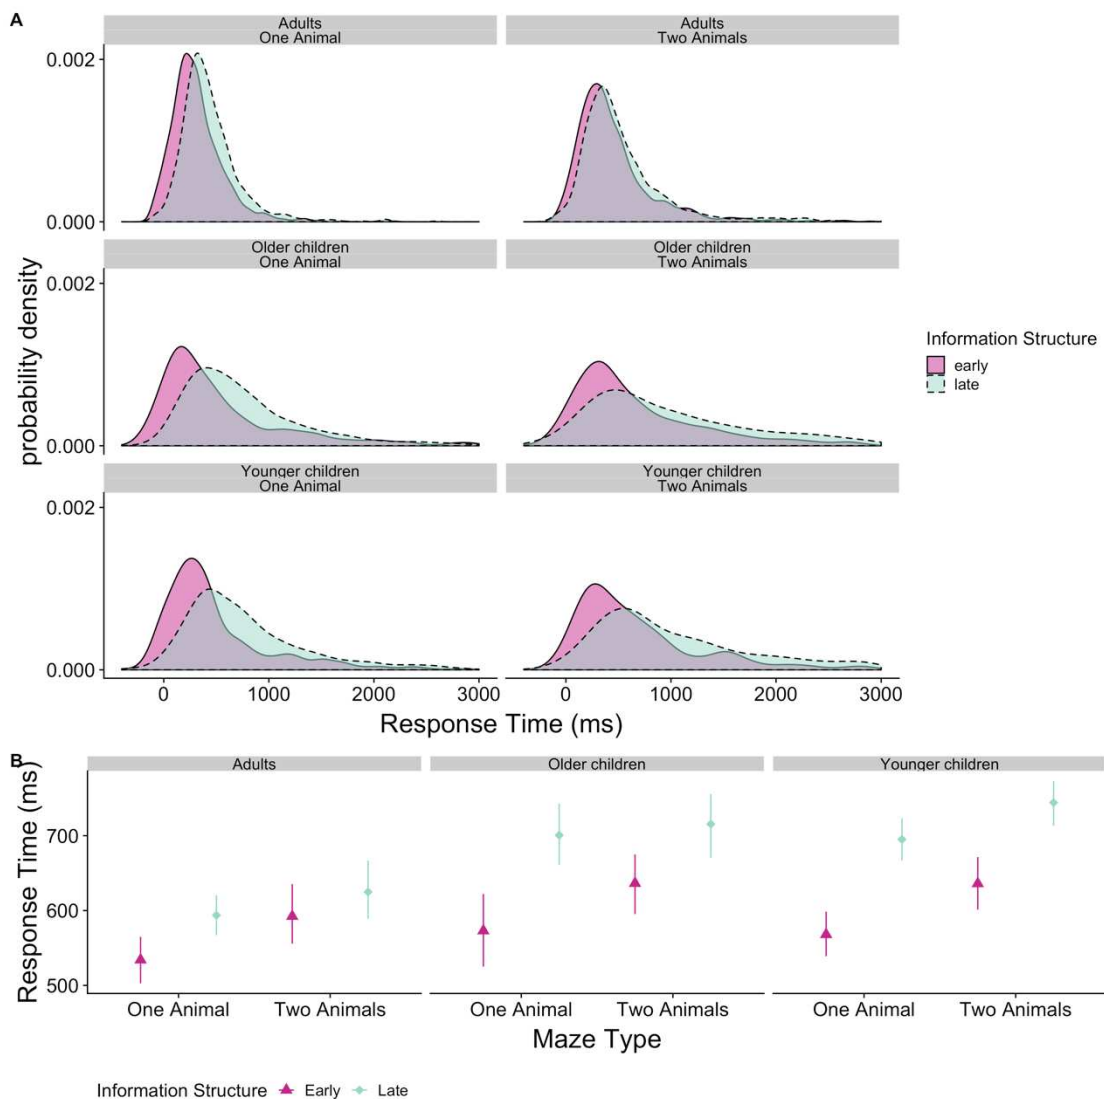 A
Adults
One Animal
Adults
Two Animals
0.002
0.000
Older children
One Animal
Older children
Two Animals
0.002
0.000
Younger children
One Animal
Younger children
Two Animals
0.002
0.000
probability density
0 1000 2000 3000 0 1000 2000 3000
Response Time (ms)
Information Structure
early
late
B
Adults Older children Younger children
700
600
500
Response Time (ms)
One Animal Two Animals One Animal Two Animals One Animal Two Animals
Maze Type
Information Structure Early Late